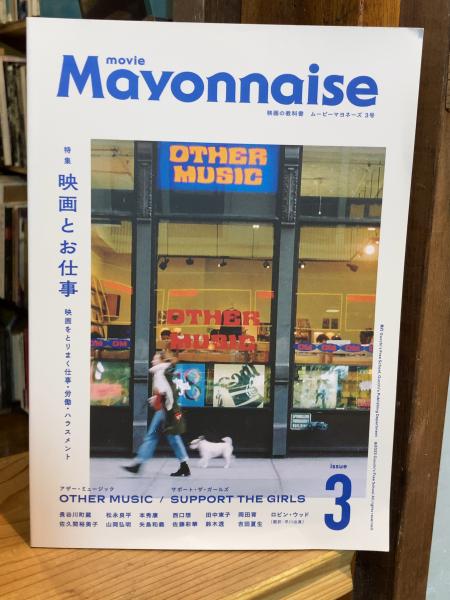 movie
Mayonnaise
映画の教科書 ムービーマヨネーズ 3号
特集 映画とお仕事
映画をとりまく仕事・労働・ハラスメント
OTHER
MUSIC
OTHER
MUSIC
OM
issue
3
アザー・ミュージック サポート・ザ・ガールズ
OTHER MUSIC / SUPPORT THE GIRLS
長谷川町蔵 松永良平 本秀康 西口想 田中東子 岡田育 ロビン・ウッド
佐久間裕美子 山岡弘明 矢島和義 佐藤彩華 鈴木透 吉田夏生 (翻訳・早川由真)